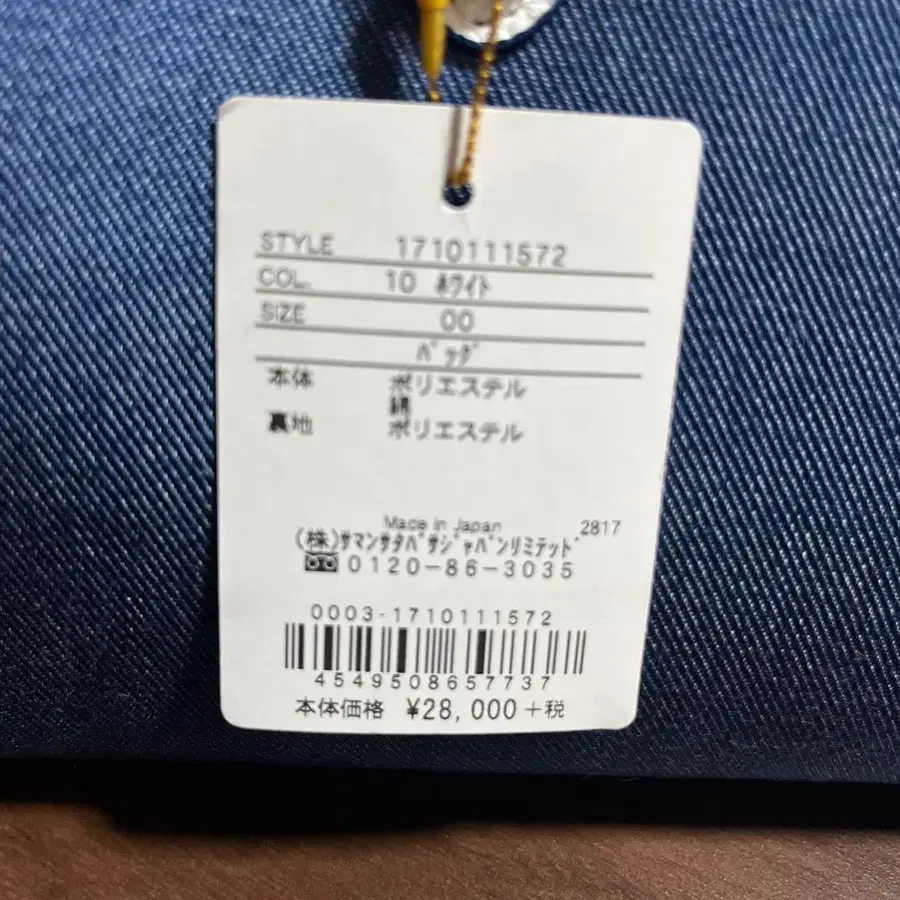 STYLE 1710111572
COL. 10 ホワイト
SIZE 00
バッグ
本体 ポリエステル
綿
裏地 ポリエステル
Made in Japan 2817
(株)サマンサタバサジャパンリミテッド
0120-86-3035
0003-1710111572
4549508657737
本体価格 ¥28,000+税